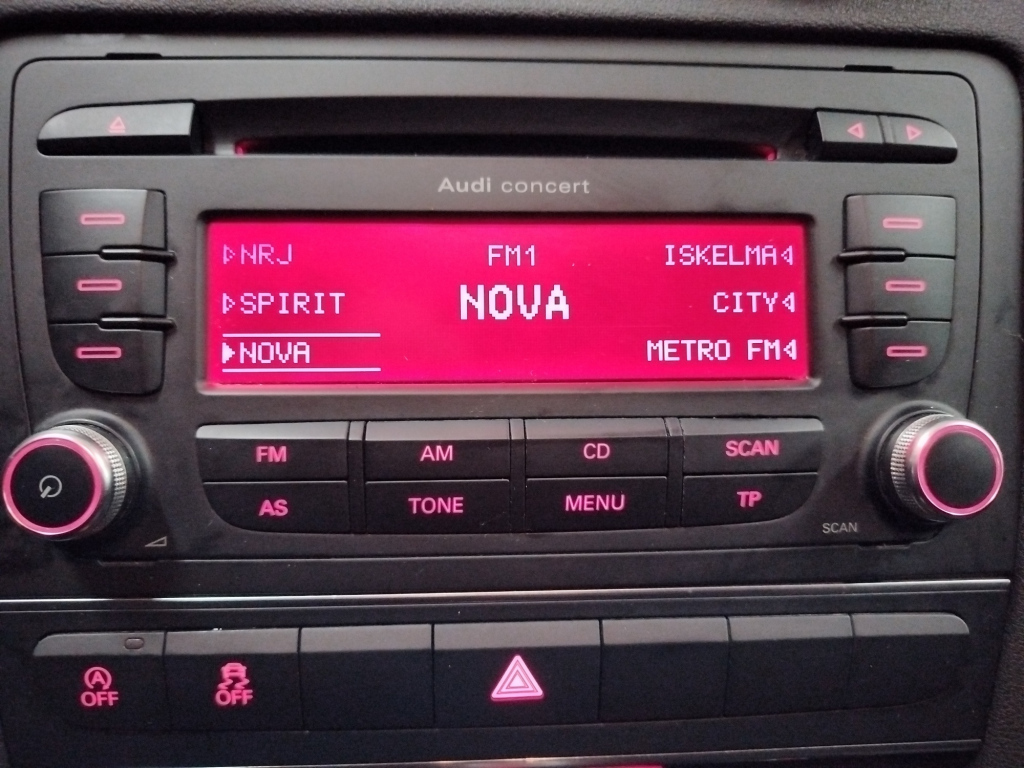 Audi concert
NRJ FM1 ISKELMA
SPIRIT NOVA CITY
NOVA METRO FM
FM AM CD SCAN
AS TONE MENU TP
SCAN
A
OFF OFF